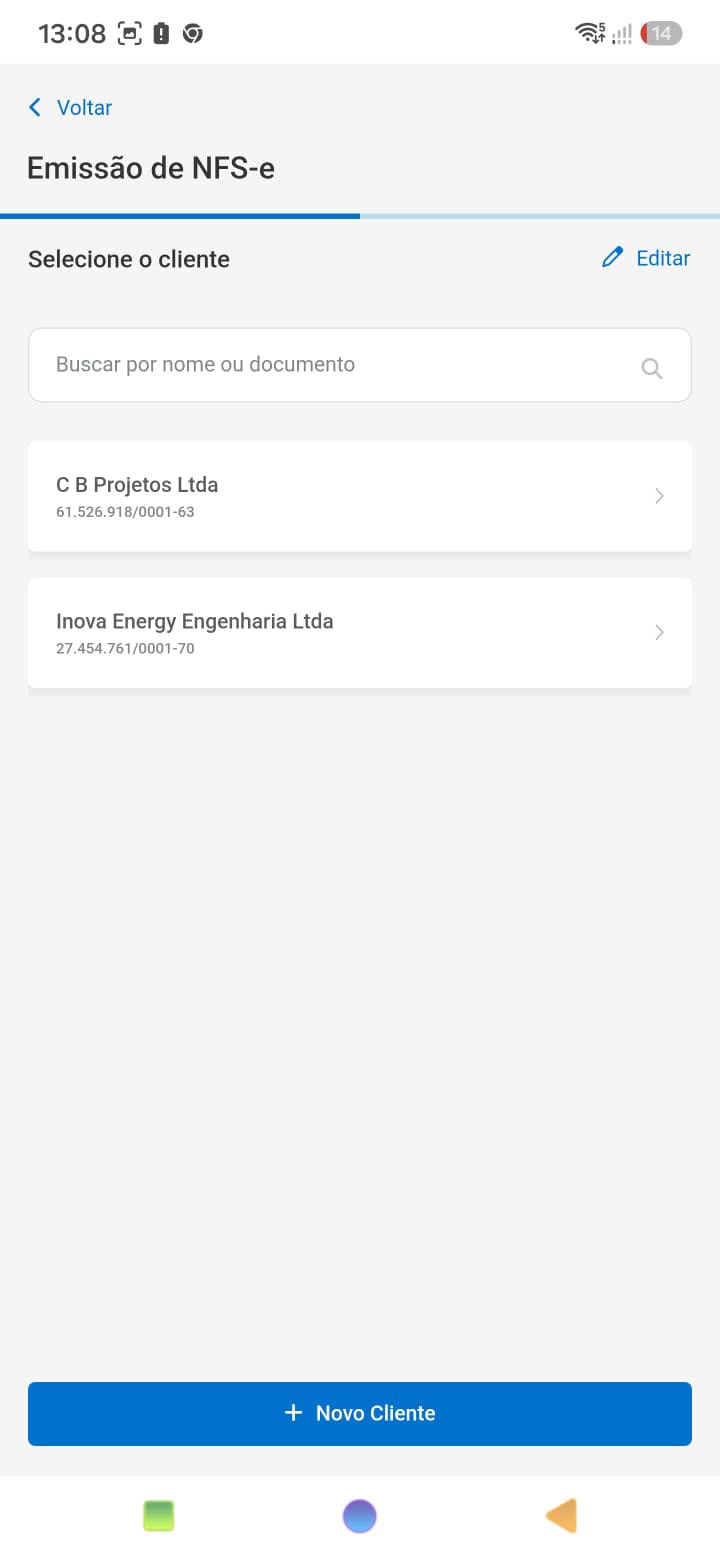 13:08
5
14
Voltar
Emissão de NFS-e
Selecione o cliente
Editar
Buscar por nome ou documento
C B Projetos Ltda
61.526.918/0001-63
Inova Energy Engenharia Ltda
27.454.761/0001-70
+ Novo Cliente